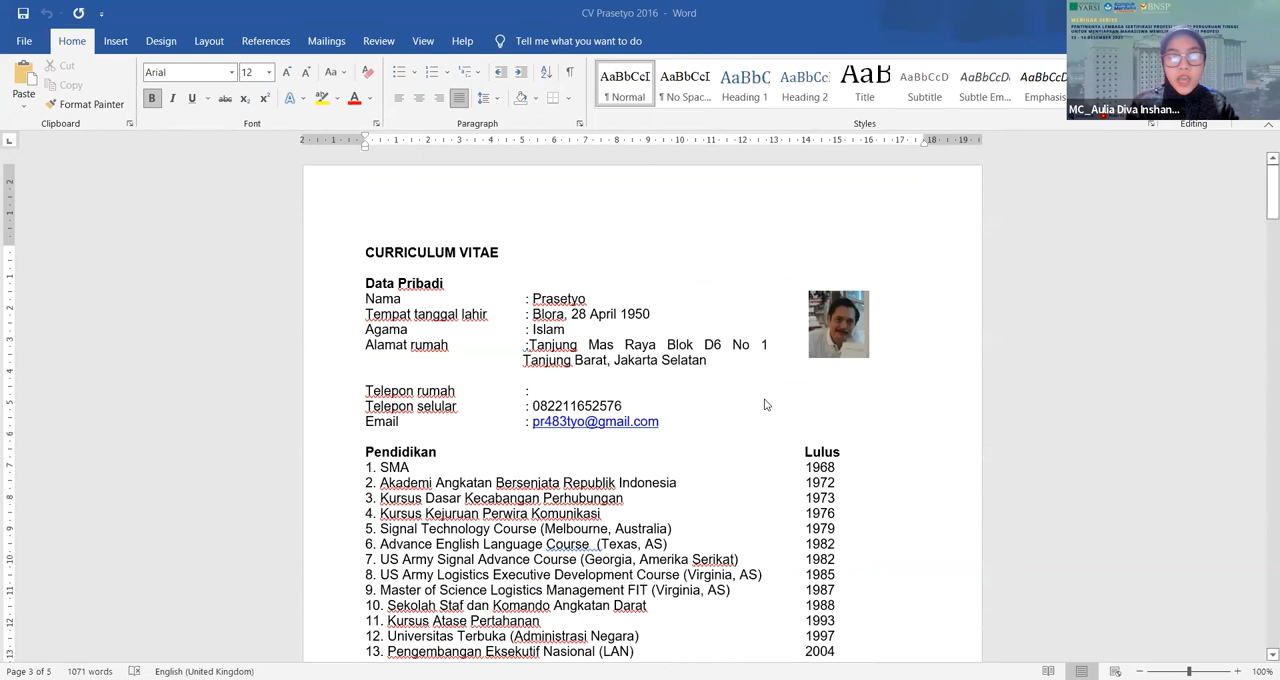 CV Prasetyo 2016 - Word
File Home Insert Design Layout References Mailings Review View Help Tell me what you want to do
Paste
Cut
Copy
Format Painter
Clipboard
Arial 12
Font
Paragraph
AaBbCcI AaBbCcI AaBbC AaBbCc AaB AaBbCcD AaBbCcD
¶ Normal ¶ No Spac... Heading 1 Heading 2 Title Subtitle Subtle Em... Emphasis
Styles
Editing
YARSI BNSP
WEBINAR SERIES
MC_Aulia Diva Inshan...
CURRICULUM VITAE
Data Pribadi
Nama : Prasetyo
Tempat tanggal lahir : Blora, 28 April 1950
Agama : Islam
Alamat rumah :Tanjung Mas Raya Blok D6 No 1
Tanjung Barat, Jakarta Selatan
Telepon rumah :
Telepon selular : 082211652576
Email : pr483tyo@gmail.com
Pendidikan Lulus
1. SMA 1968
2. Akademi Angkatan Bersenjata Republik Indonesia 1972
3. Kursus Dasar Kecabangan Perhubungan 1973
4. Kursus Kejuruan Perwira Komunikasi 1976
5. Signal Technology Course (Melbourne, Australia) 1979
6. Advance English Language Course (Texas, AS) 1982
7. US Army Signal Advance Course (Georgia, Amerika Serikat) 1982
8. US Army Logistics Executive Development Course (Virginia, AS) 1985
9. Master of Science Logistics Management FIT (Virginia, AS) 1987
10. Sekolah Staf dan Komando Angkatan Darat 1988
11. Kursus Atase Pertahanan 1993
12. Universitas Terbuka (Administrasi Negara) 1997
13. Pengembangan Eksekutif Nasional (LAN) 2004
Page 3 of 5 1071 words English (United Kingdom) 100%